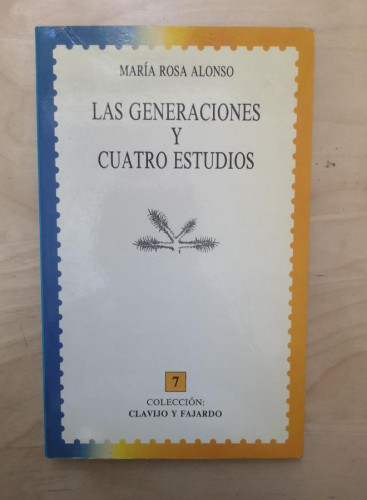 MARÍA ROSA ALONSO
LAS GENERACIONES
Y
CUATRO ESTUDIOS
7
COLECCIÓN:
CLAVIJO Y FAJARDO